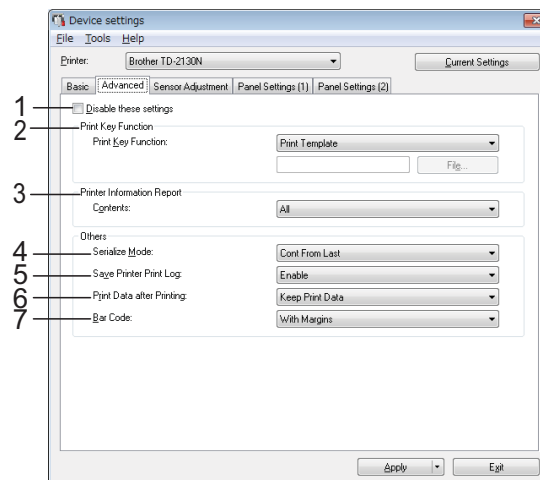 Device settings
File Tools Help
Printer: Brother TD-2130N Current Settings
Basic Advanced Sensor Adjustment Panel Settings (1) Panel Settings (2)
1 Disable these settings
2 Print Key Function
Print Key Function: Print Template
File...
3 Printer Information Report
Contents: All
Others
4 Serialize Mode: Cont From Last
5 Save Printer Print Log: Enable
6 Print Data after Printing: Keep Print Data
7 Bar Code: With Margins
Apply Exit